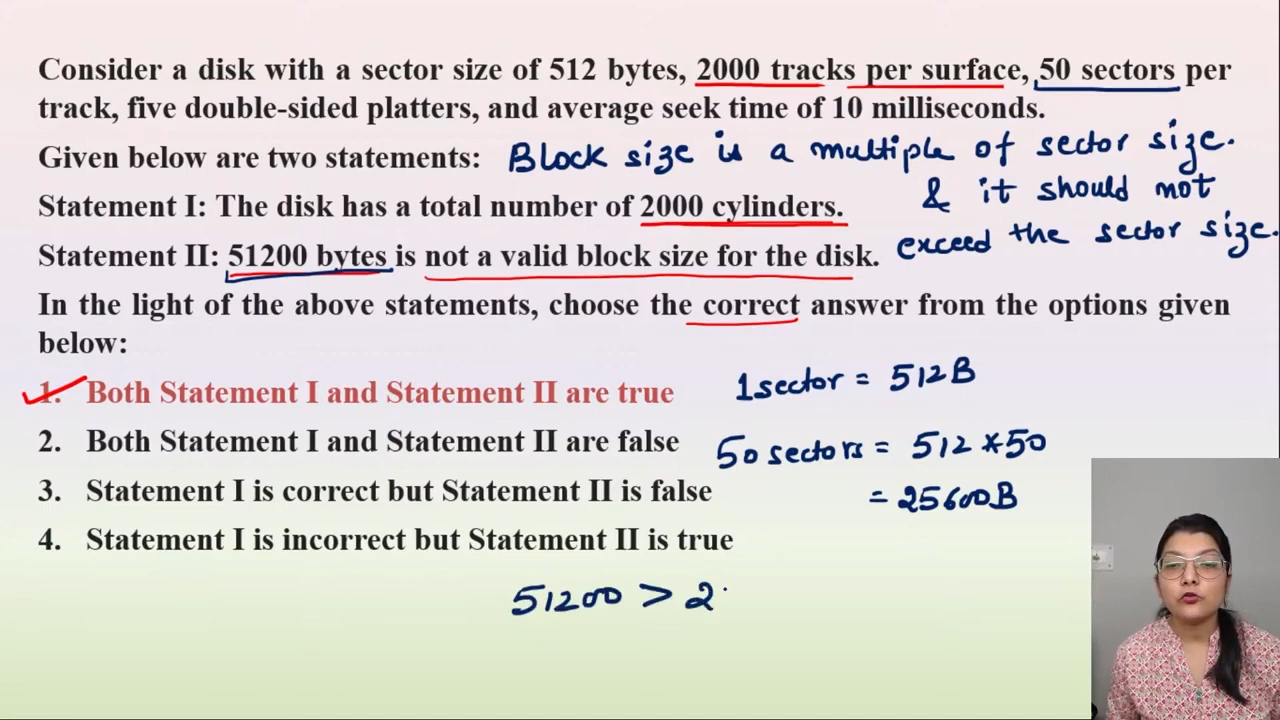 Consider a disk with a sector size of 512 bytes, 2000 tracks per surface, 50 sectors per
track, five double-sided platters, and average seek time of 10 milliseconds.
Given below are two statements: Block size is a multiple of sector size.
& it should not
Statement I: The disk has a total number of 2000 cylinders.
exceed the sector size.
Statement II: 51200 bytes is not a valid block size for the disk.
In the light of the above statements, choose the correct answer from the options given
below:
1. Both Statement I and Statement II are true
1 sector = 512B
2. Both Statement I and Statement II are false
50 sectors = 512 * 50
3. Statement I is correct but Statement II is false
= 25600B
4. Statement I is incorrect but Statement II is true
51200 > 2